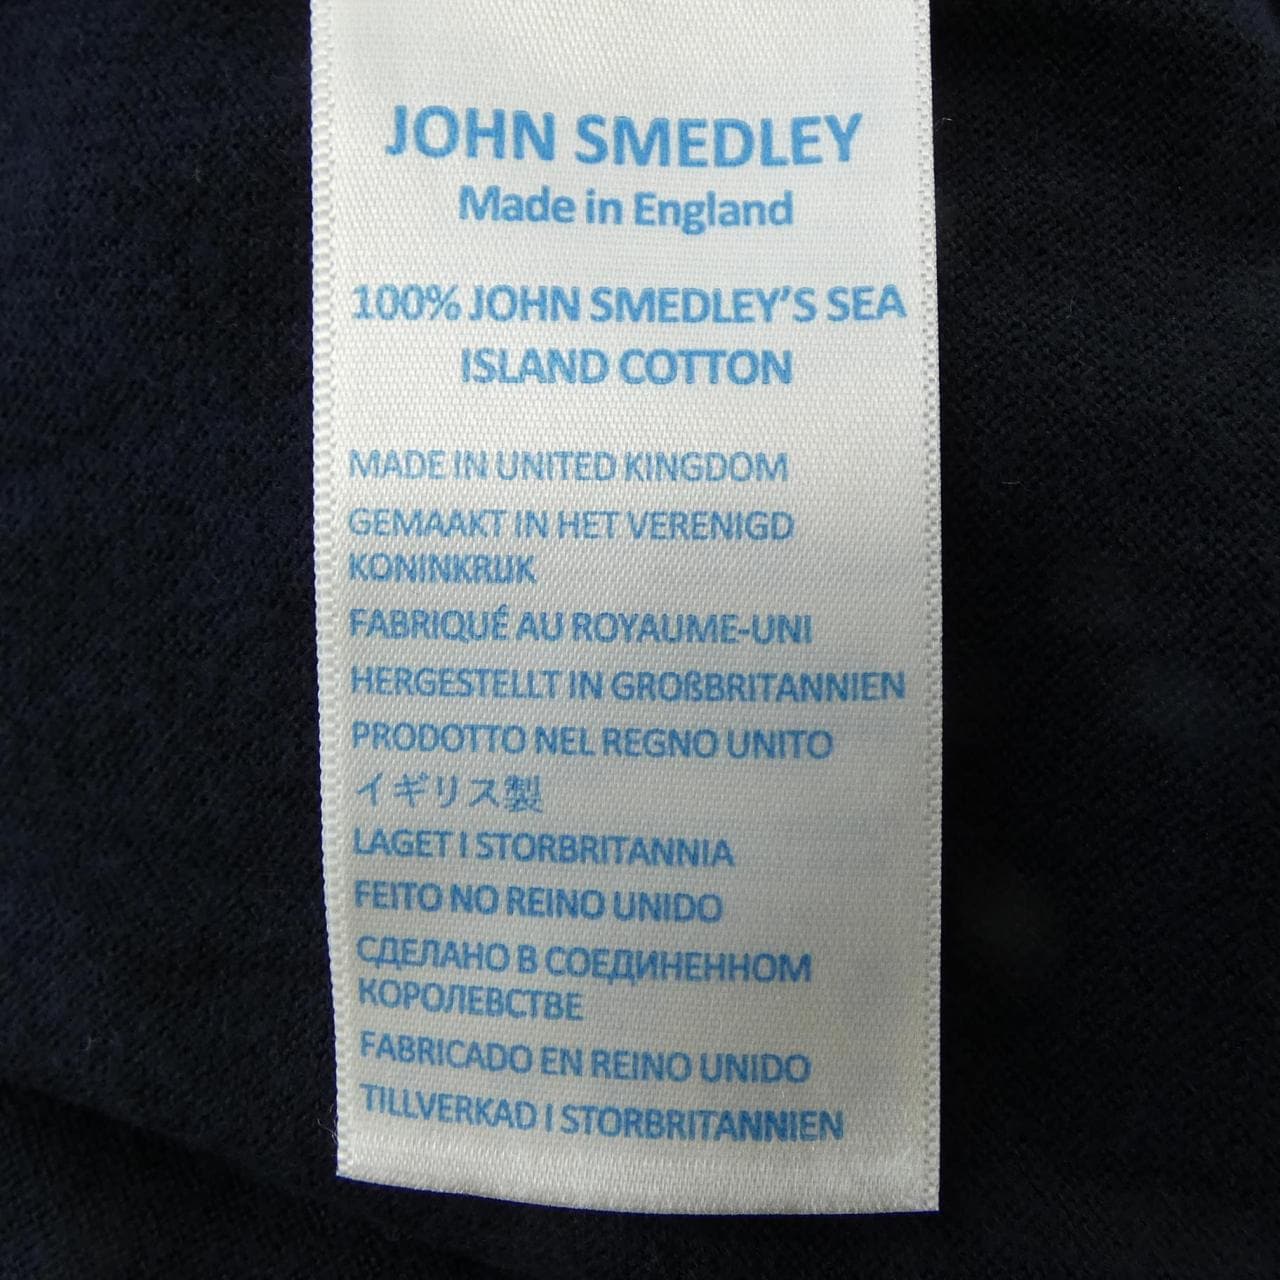 JOHN SMEDLEY
Made in England
100% JOHN SMEDLEY'S SEA
ISLAND COTTON
MADE IN UNITED KINGDOM
GEMAAKT IN HET VERENIGD
KONINKRIJK
FABRIQUÉ AU ROYAUME-UNI
HERGESTELLT IN GROßBRITANNIEN
PRODOTTO NEL REGNO UNITO
イギリス製
LAGET I STORBRITANNIA
FEITO NO REINO UNIDO
СДЕЛАНО В СОЕДИНЕННОМ
КОРОЛЕВСТВЕ
FABRICADO EN REINO UNIDO
TILLVERKAD I STORBRITANNIEN